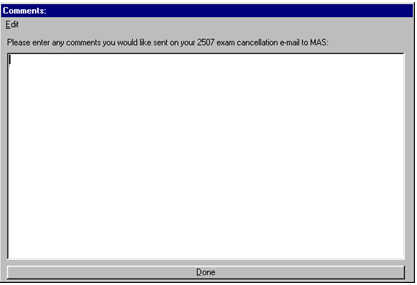 Comments:
Edit
Please enter any comments you would like sent on your 2507 exam cancellation e-mail to MAS:
Done